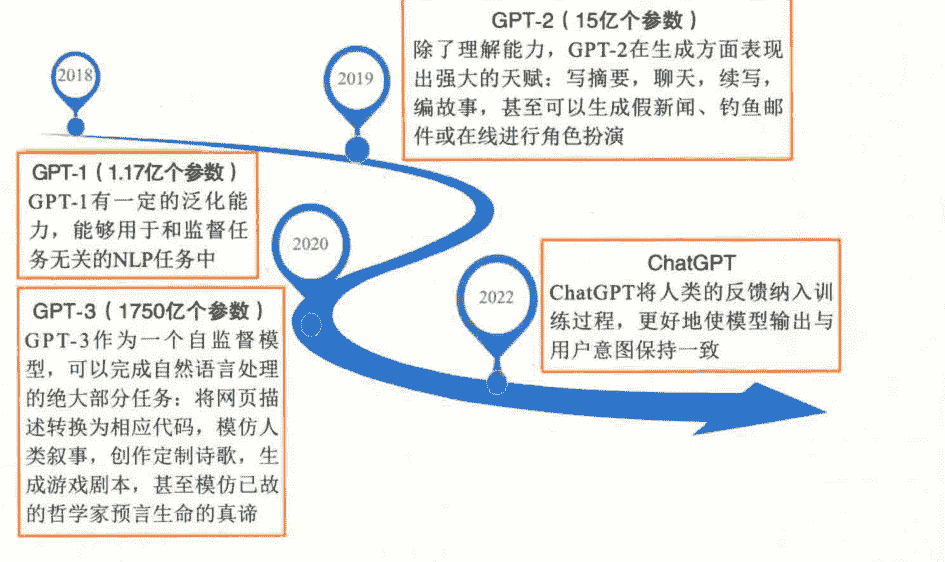 2018
GPT-1（1.17亿个参数）
GPT-1有一定的泛化能
力，能够用于和监督任
务无关的NLP任务中
2019
GPT-2（15亿个参数）
除了理解能力，GPT-2在生成方面表现
出强大的天赋：写摘要，聊天，续写，
编故事，甚至可以生成假新闻、钓鱼邮
件或在线进行角色扮演
2020
GPT-3（1750亿个参数）
GPT-3作为一个自监督模
型，可以完成自然语言处理
的绝大部分任务：将网页描
述转换为相应代码，模仿人
类叙事，创作定制诗歌，生
成游戏剧本，甚至模仿已故
的哲学家预言生命的真谛
2022
ChatGPT
ChatGPT将人类的反馈纳入训
练过程，更好地使模型输出与
用户意图保持一致